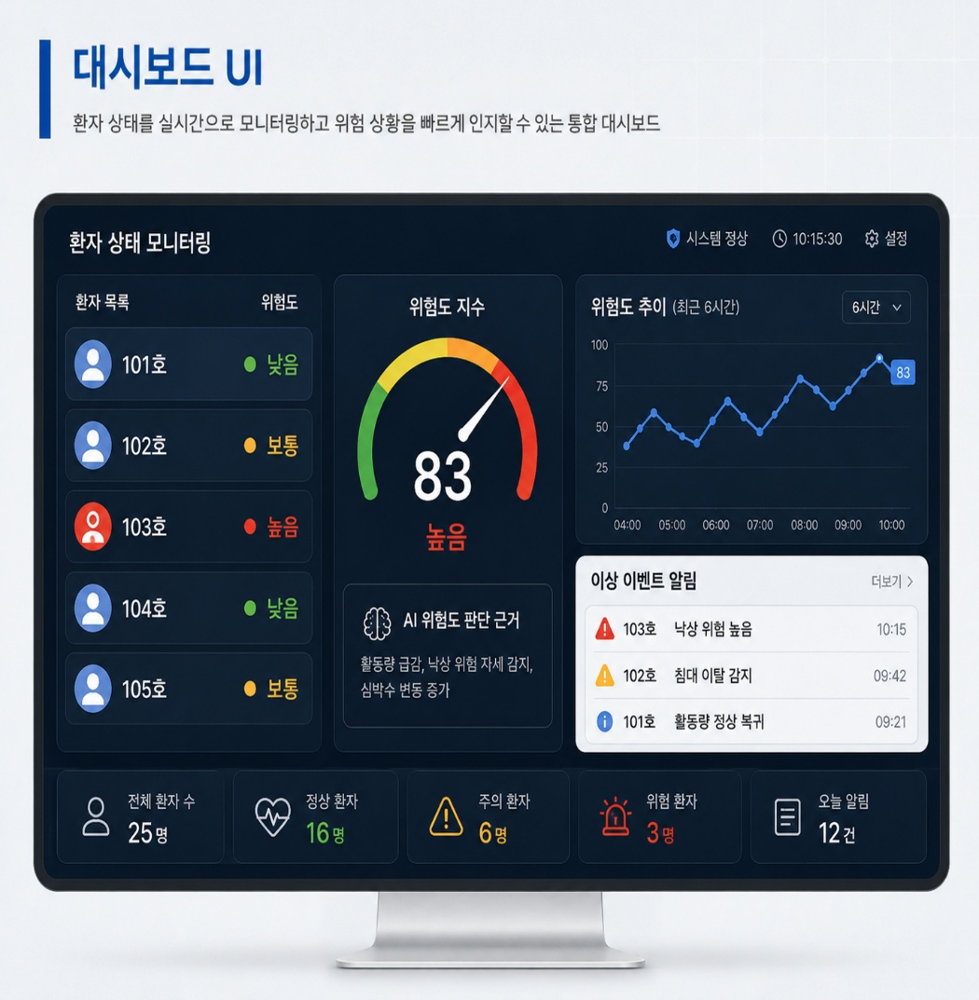 대시보드 UI
환자 상태를 실시간으로 모니터링하고 위험 상황을 빠르게 인지할 수 있는 통합 대시보드
환자 상태 모니터링
시스템 정상
10:15:30
설정
환자 목록 위험도
101호 낮음
102호 보통
103호 높음
104호 낮음
105호 보통
위험도 지수
83
높음
AI 위험도 판단 근거
활동량 급감, 낙상 위험 자세 감지,
심박수 변동 증가
위험도 추이 (최근 6시간)
6시간
100
75
50
25
0
83
04:00 05:00 06:00 07:00 08:00 09:00 10:00
이상 이벤트 알림 더보기 >
103호 낙상 위험 높음 10:15
102호 침대 이탈 감지 09:42
101호 활동량 정상 복귀 09:21
전체 환자 수
25명
정상 환자
16명
주의 환자
6명
위험 환자
3명
오늘 알림
12건